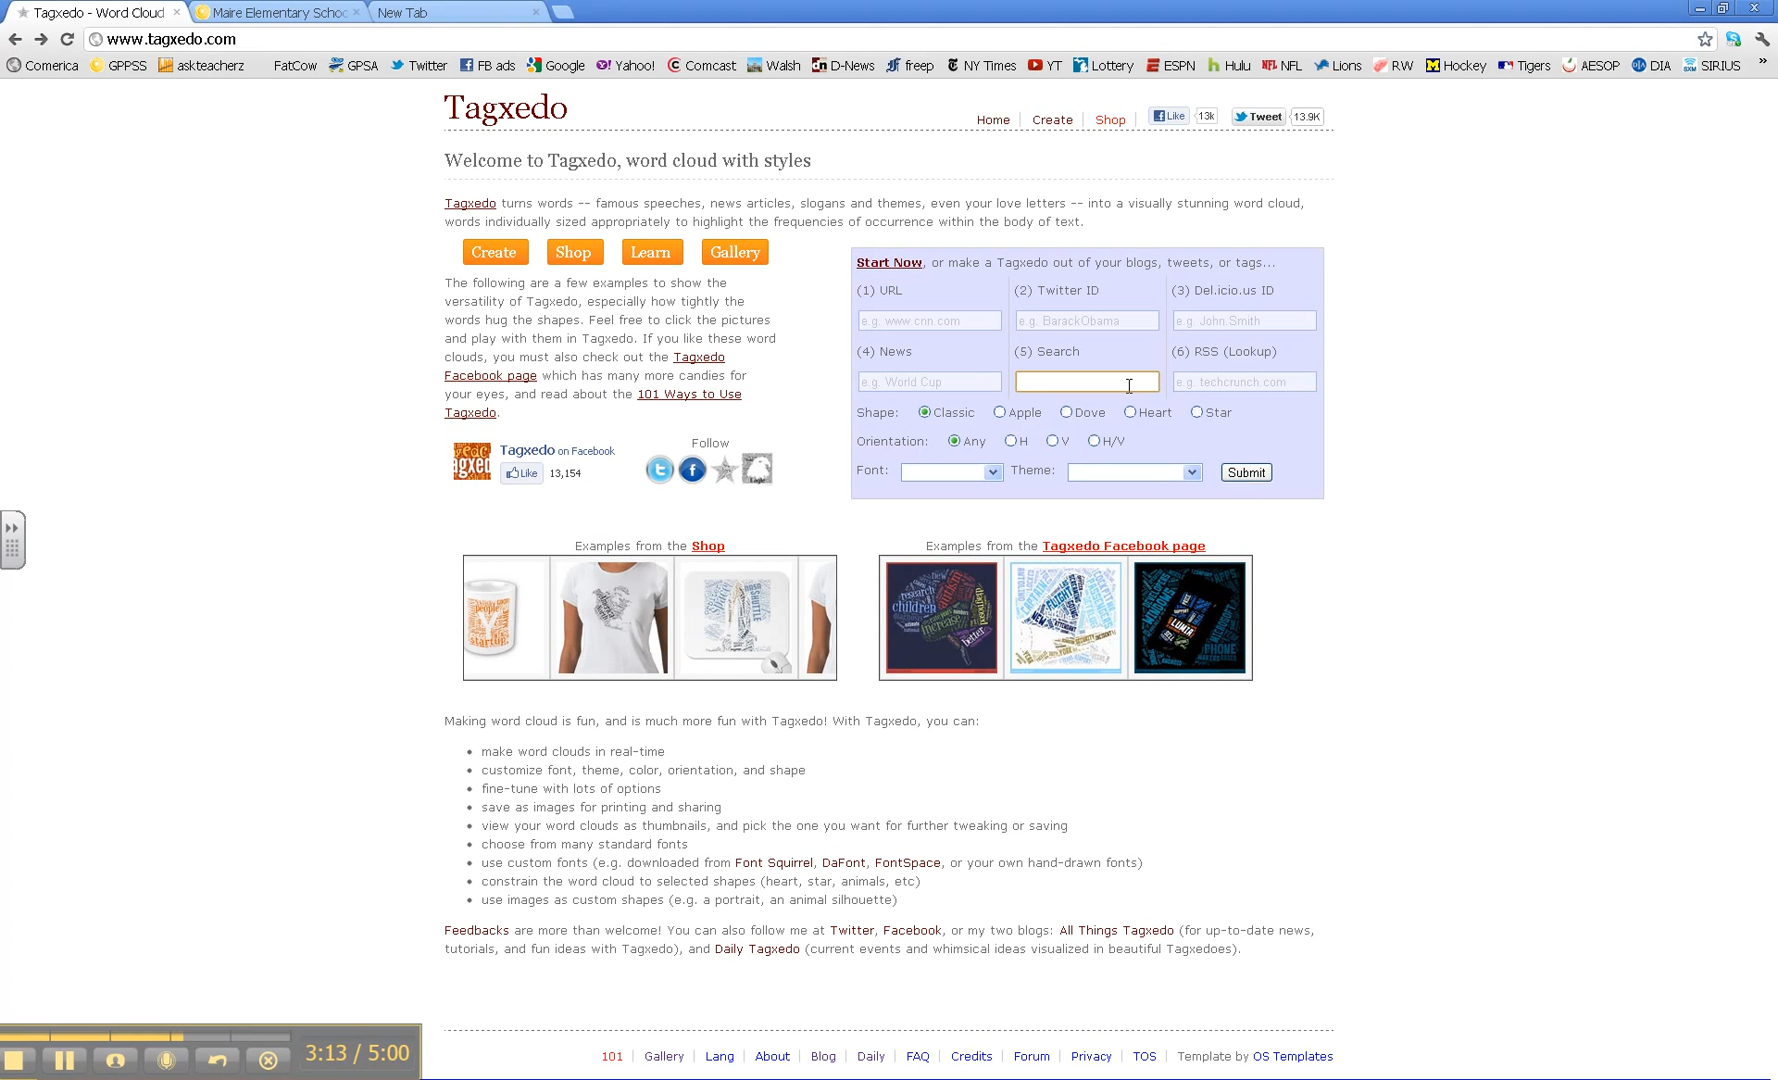 Tagxedo - Word Cloud
Maire Elementary Schoo
New Tab
www.tagxedo.com
Comerica GPPSS askteacherz FatCow GPSA Twitter FB ads Google Yahoo! Comcast Walsh D-News freep NY Times YT Lottery ESPN Hulu NFL Lions RW Hockey Tigers AESOP DIA SIRIUS »
Tagxedo
Home Create Shop Like 13k Tweet 13.9K
Welcome to Tagxedo, word cloud with styles
Tagxedo turns words -- famous speeches, news articles, slogans and themes, even your love letters -- into a visually stunning word cloud,
words individually sized appropriately to highlight the frequencies of occurrence within the body of text.
Create Shop Learn Gallery
The following are a few examples to show the
versatility of Tagxedo, especially how tightly the
words hug the shapes. Feel free to click the pictures
and play with them in Tagxedo. If you like these word
clouds, you must also check out the Tagxedo
Facebook page which has many more candies for
your eyes, and read about the 101 Ways to Use
Tagxedo.
Tagxedo on Facebook
Like 13,154
Follow
Start Now, or make a Tagxedo out of your blogs, tweets, or tags...
(1) URL (2) Twitter ID (3) Del.icio.us ID
e.g. www.cnn.com e.g. BarackObama e.g. John.Smith
(4) News (5) Search (6) RSS (Lookup)
e.g. World Cup e.g. techcrunch.com
Shape: Classic Apple Dove Heart Star
Orientation: Any H V H/V
Font: Theme: Submit
Examples from the Shop
people
startup
SHUTTLE
Examples from the Tagxedo Facebook page
new
autism
research
children
increase
better
FLIGHT
NEW
LUMIA
PHONE
Making word cloud is fun, and is much more fun with Tagxedo! With Tagxedo, you can:
• make word clouds in real-time
• customize font, theme, color, orientation, and shape
• fine-tune with lots of options
• save as images for printing and sharing
• view your word clouds as thumbnails, and pick the one you want for further tweaking or saving
• choose from many standard fonts
• use custom fonts (e.g. downloaded from Font Squirrel, DaFont, FontSpace, or your own hand-drawn fonts)
• constrain the word cloud to selected shapes (heart, star, animals, etc)
• use images as custom shapes (e.g. a portrait, an animal silhouette)
Feedbacks are more than welcome! You can also follow me at Twitter, Facebook, or my two blogs: All Things Tagxedo (for up-to-date news,
tutorials, and fun ideas with Tagxedo), and Daily Tagxedo (current events and whimsical ideas visualized in beautiful Tagxedoes).
101 Gallery Lang About Blog Daily FAQ Credits Forum Privacy TOS Template by OS Templates
3:13 / 5:00